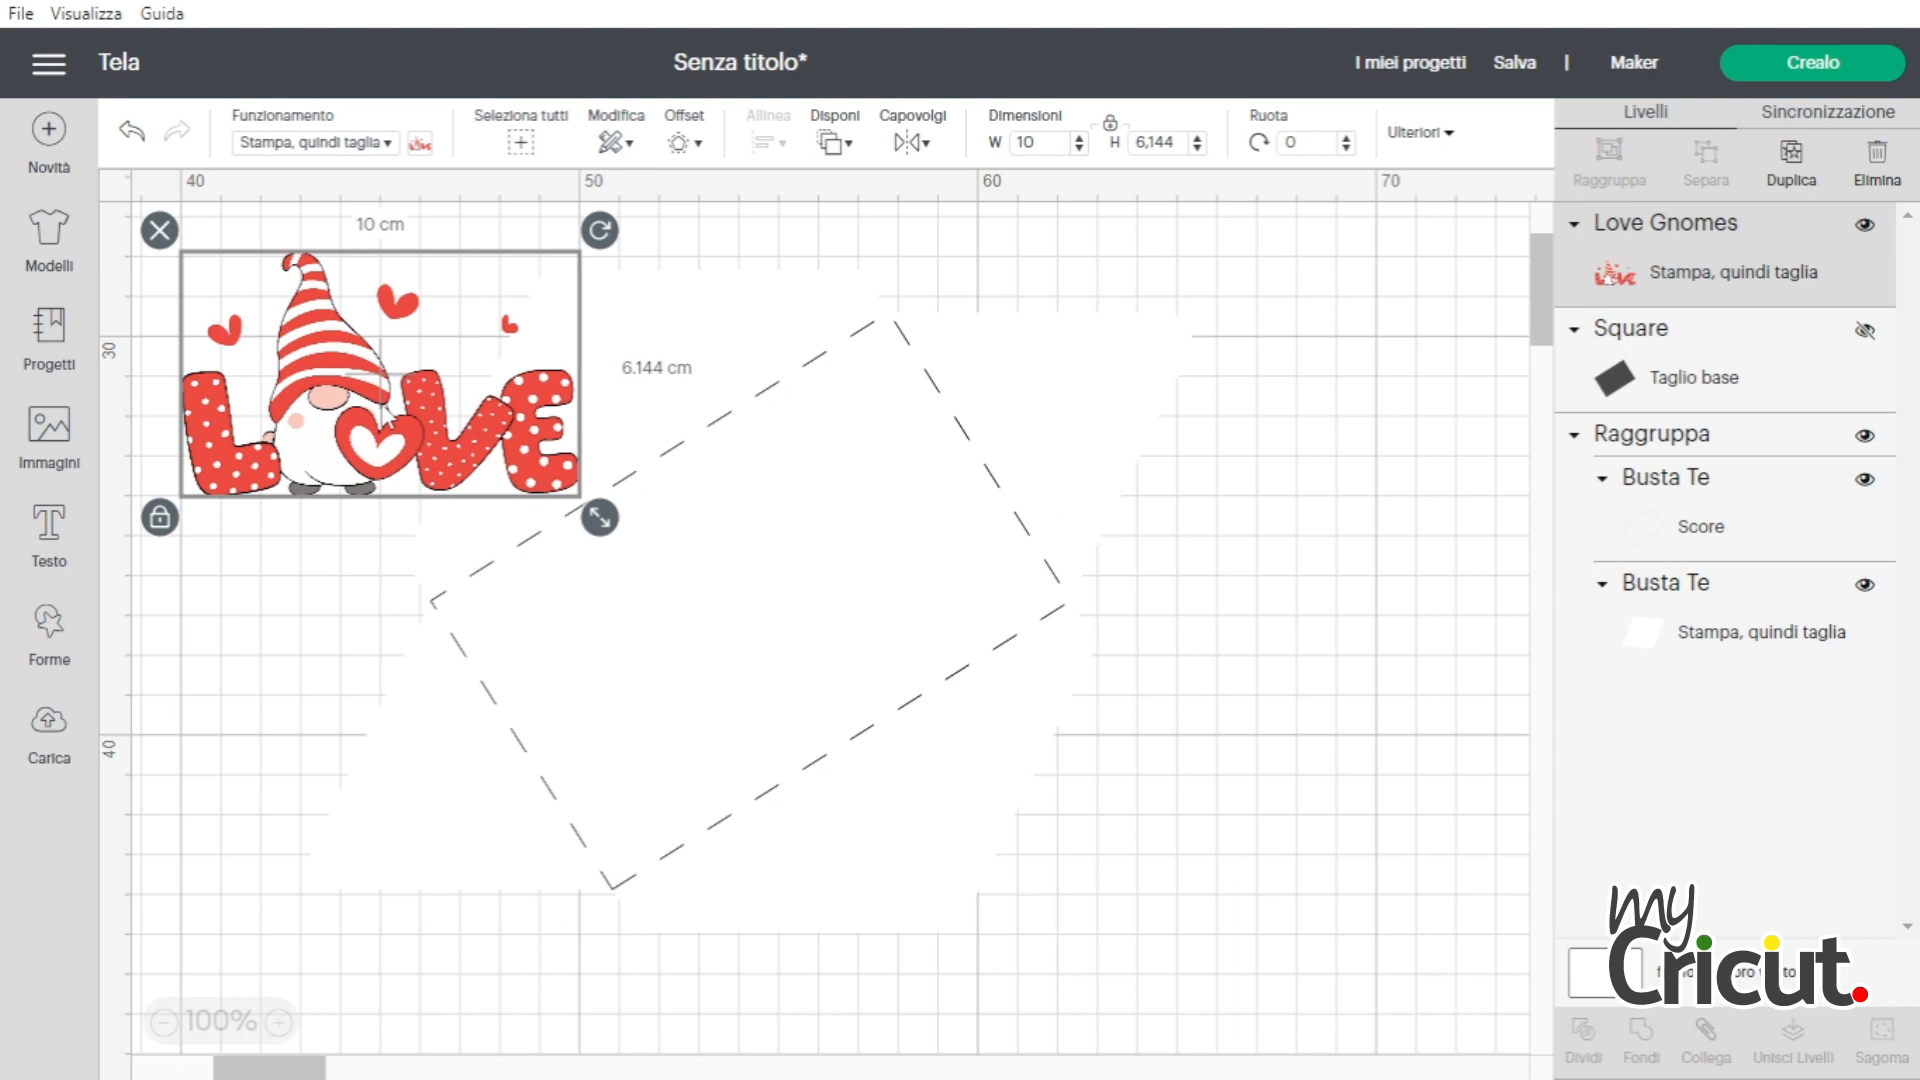 File Visualizza Guida
Tela Senza titolo* I miei progetti Salva | Maker Crealo
Funzionamento Seleziona tutti Modifica Offset Allinea Disponi Capovolgi Dimensioni Ruota Ulteriori
Stampa, quindi taglia W 10 H 6,144 0
Livelli Sincronizzazione
Raggruppa Separa Duplica Elimina
Novità
Modelli
Progetti
Immagini
Testo
Forme
Carica
40 50 60 70
30
40
10 cm
6.144 cm
LOVE
Love Gnomes
Stampa, quindi taglia
Square
Taglio base
Raggruppa
Busta Te
Score
Busta Te
Stampa, quindi taglia
100%
my
Cricut.
Dividi Fondi Collega Unisci Livelli Sagoma